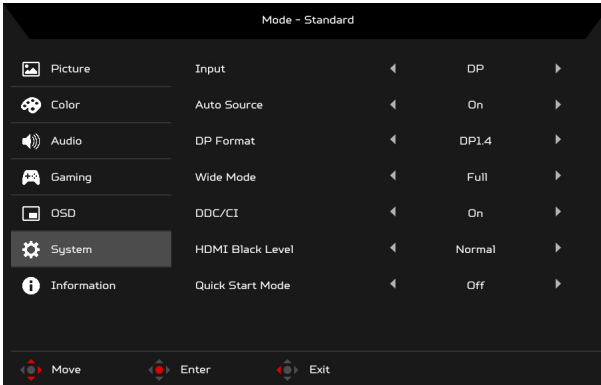 Mode - Standard
Picture Input DP
Color Auto Source On
Audio DP Format DP1.4
Gaming Wide Mode Full
OSD DDC/CI On
System HDMI Black Level Normal
Information Quick Start Mode Off
Move Enter Exit